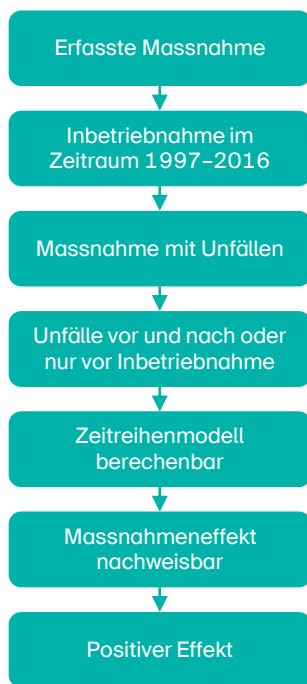 Erfasste Massnahme
Inbetriebnahme im
Zeitraum 1997–2016
Massnahme mit Unfällen
Unfälle vor und nach oder
nur vor Inbetriebnahme
Zeitreihenmodell
berechenbar
Massnahmeneffekt
nachweisbar
Positiver Effekt